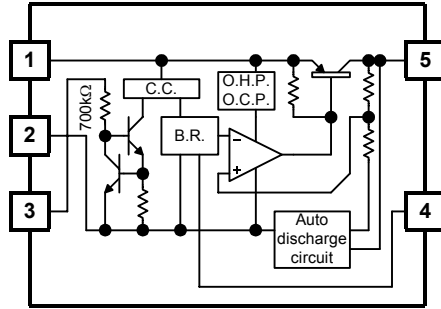 1
5
C.C.
O.H.P.
O.C.P.
700kΩ
2
B.R.
−
+
3
4
Auto
discharge
circuit